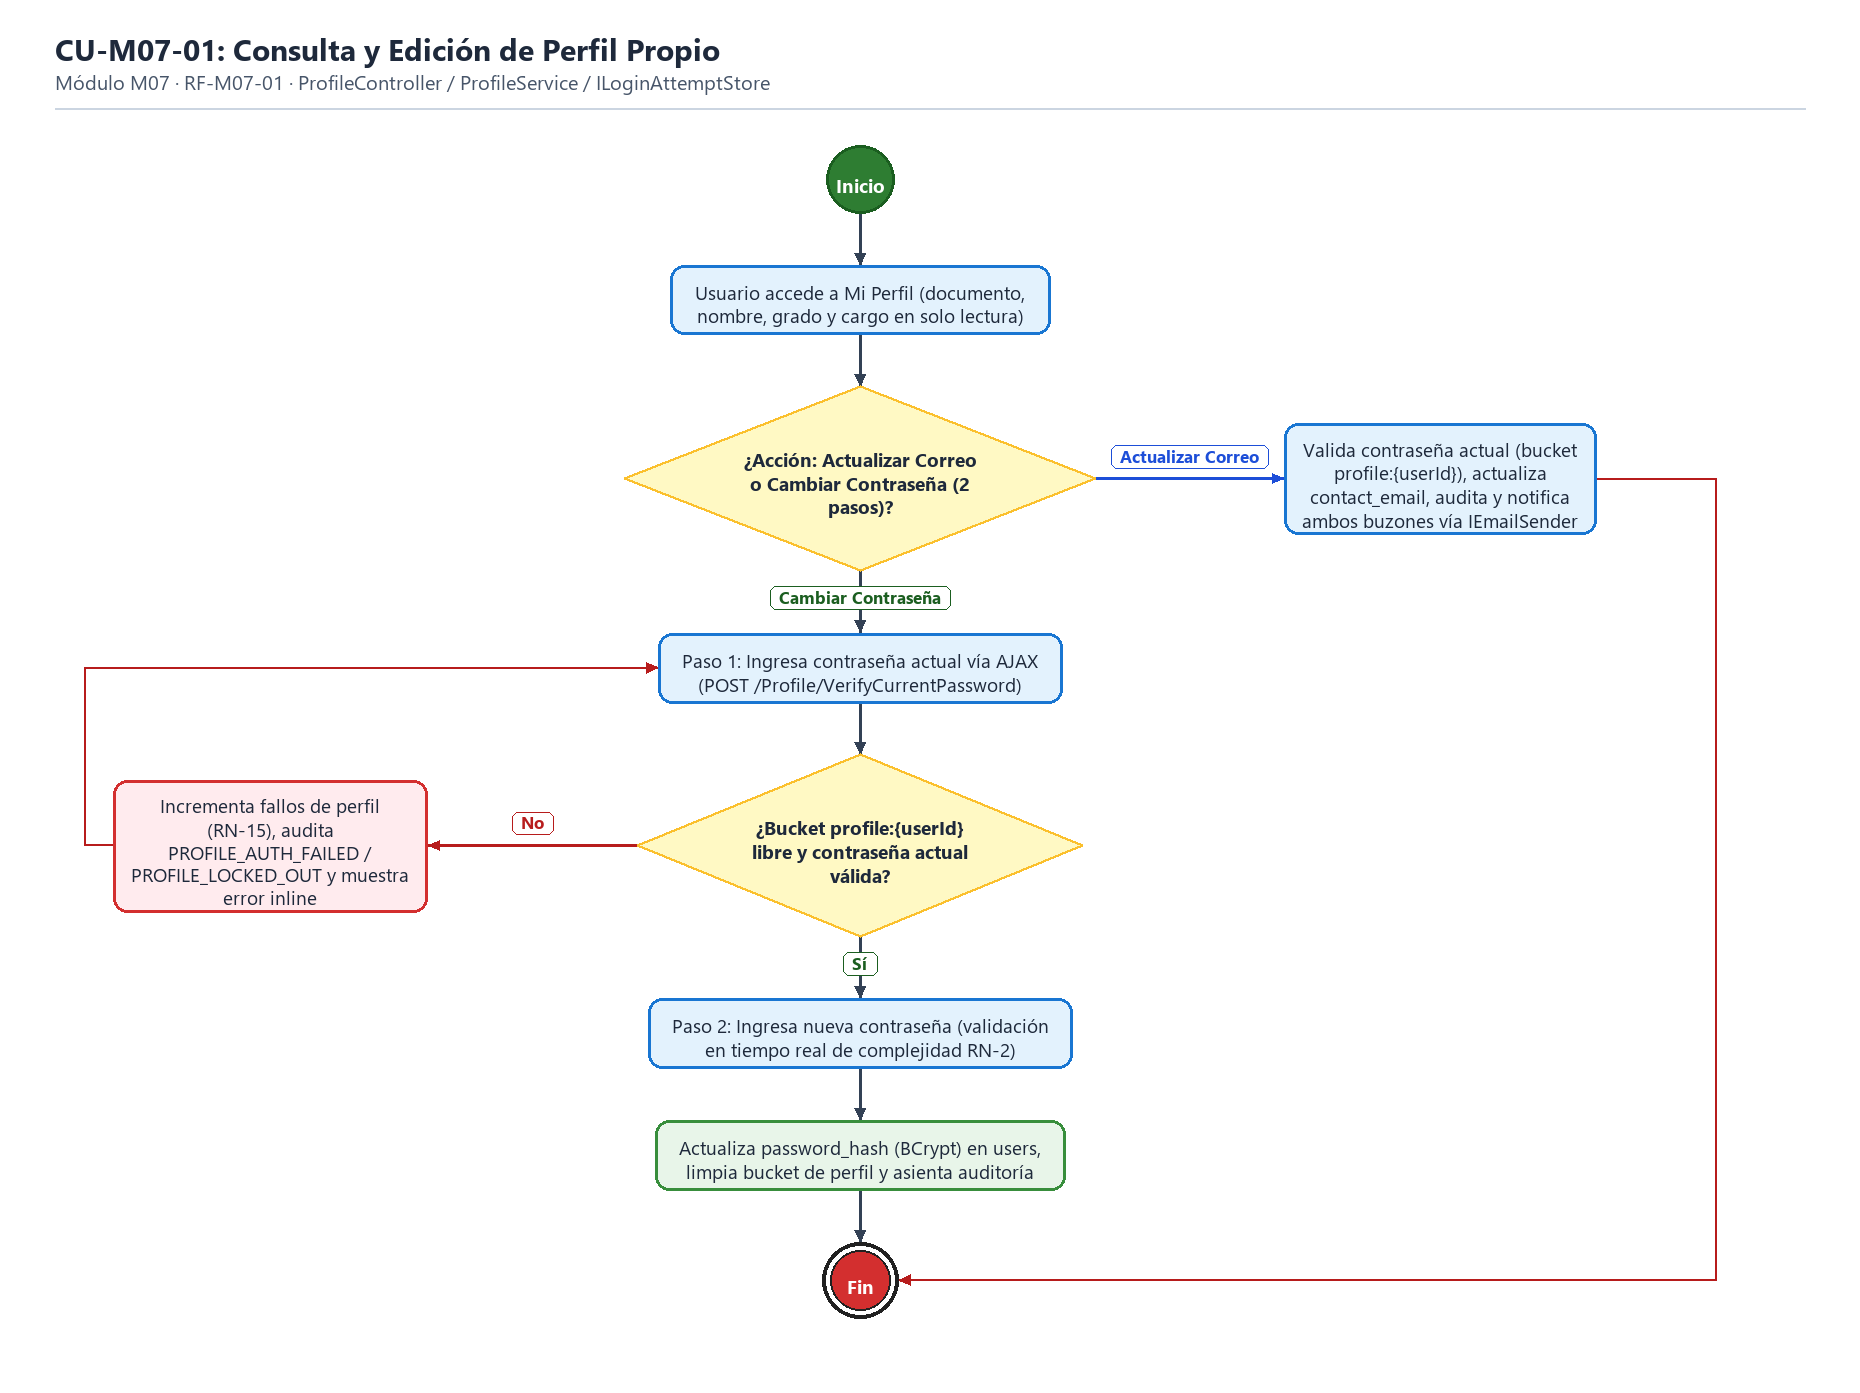 CU-M07-01: Consulta y Edición de Perfil Propio
Módulo M07 · RF-M07-01 · ProfileController / ProfileService / ILoginAttemptStore
Inicio
Usuario accede a Mi Perfil (documento,
nombre, grado y cargo en solo lectura)
¿Acción: Actualizar Correo
o Cambiar Contraseña (2
pasos)?
Actualizar Correo
Valida contraseña actual (bucket
profile:{userId}), actualiza
contact_email, audita y notifica
ambos buzones vía IEmailSender
Cambiar Contraseña
Paso 1: Ingresa contraseña actual vía AJAX
(POST /Profile/VerifyCurrentPassword)
¿Bucket profile:{userId}
libre y contraseña actual
válida?
No
Incrementa fallos de perfil
(RN-15), audita
PROFILE_AUTH_FAILED /
PROFILE_LOCKED_OUT y muestra
error inline
Sí
Paso 2: Ingresa nueva contraseña (validación
en tiempo real de complejidad RN-2)
Actualiza password_hash (BCrypt) en users,
limpia bucket de perfil y asienta auditoría
Fin